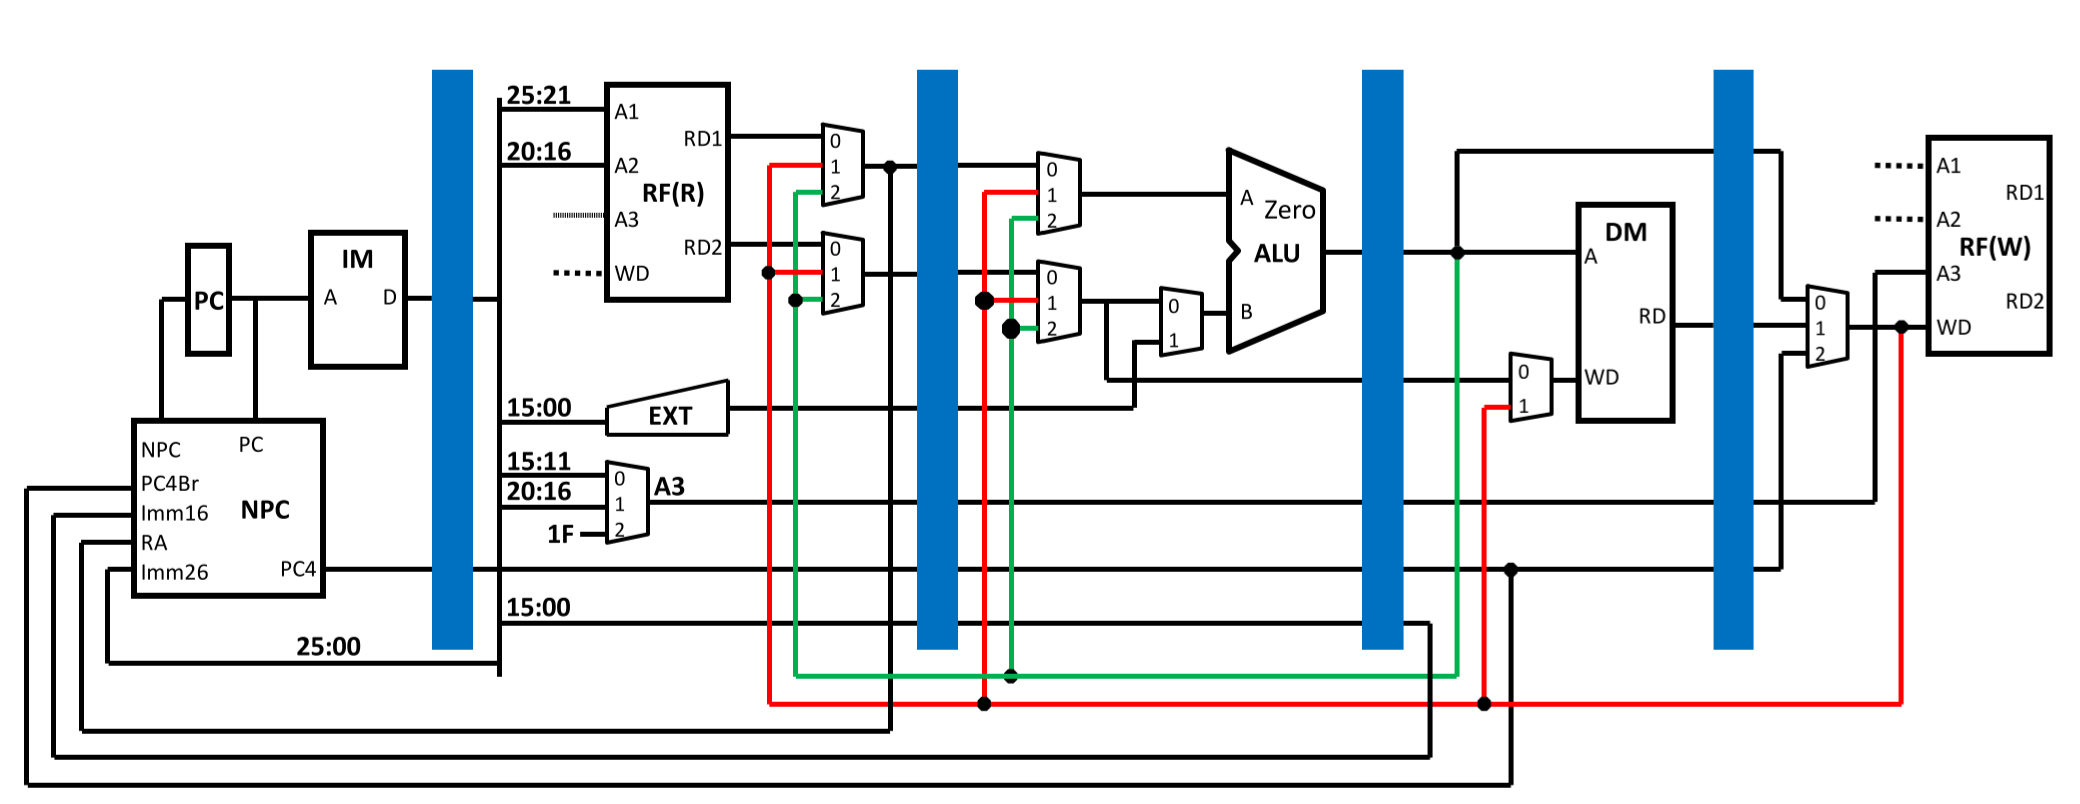 PC
IM
A
D
NPC
PC
PC4Br
Imm16
NPC
RA
Imm26
PC4
25:00
25:21
20:16
A1
RD1
A2
RF(R)
A3
RD2
WD
15:00
EXT
15:11
20:16
1F
0
1
2
A3
15:00
0
1
2
0
1
2
0
1
2
0
1
2
0
1
A
Zero
ALU
B
0
1
DM
A
RD
WD
0
1
2
A1
RD1
A2
RF(W)
A3
RD2
WD